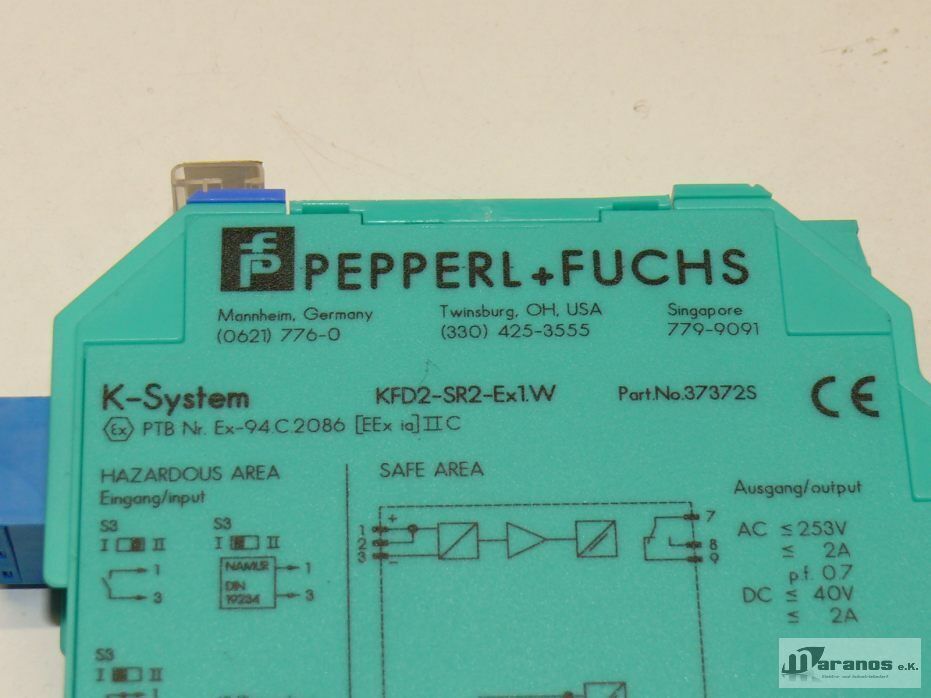 PEPPERL+FUCHS
Mannheim, Germany Twinsburg, OH, USA Singapore
(0621) 776-0 (330) 425-3555 779-9091
K-System KFD2-SR2-Ex1.W Part.No.37372S CE
Ex PTB Nr. Ex-94.C.2086 [EEx ia] II C
HAZARDOUS AREA SAFE AREA
Eingang/input Ausgang/output
S3 S3
I II I II
1 + 7
2 8
3 - 9
1 NAMUR 1
3 DIN 3
19234
AC ≤ 253V
≤ 2A
p.f. 0.7
DC ≤ 40V
≤ 2A
S3
I II
1
maranos e.K.